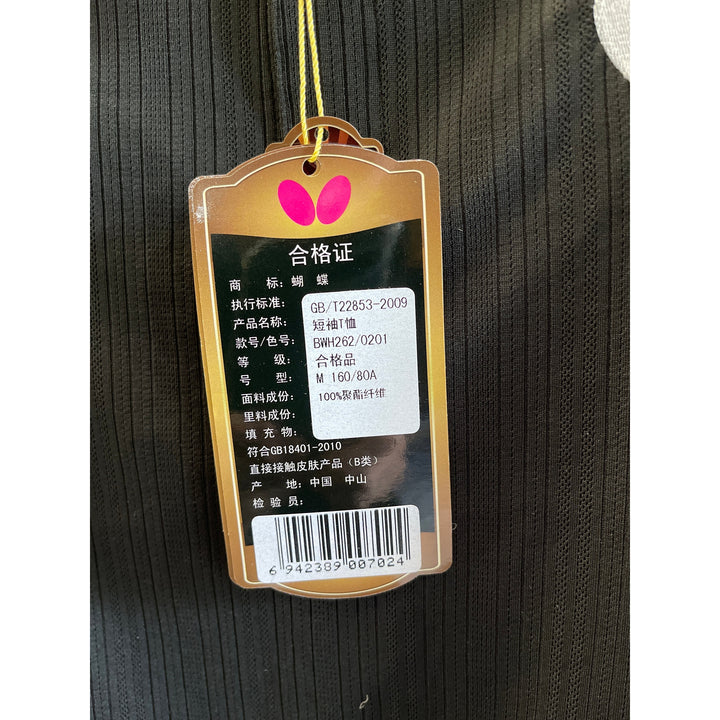 合格证
商 标：蝴 蝶
执行标准： GB/T22853-2009
产品名称： 短袖T恤
款号/色号： BWH262/0201
等 级： 合格品
号 型： M 160/80A
面料成份： 100%聚酯纤维
里料成份：
填 充 物：
符合GB18401-2010
直接接触皮肤产品（B类）
产 地：中国 中山
检 验 员：
6 942389 007024